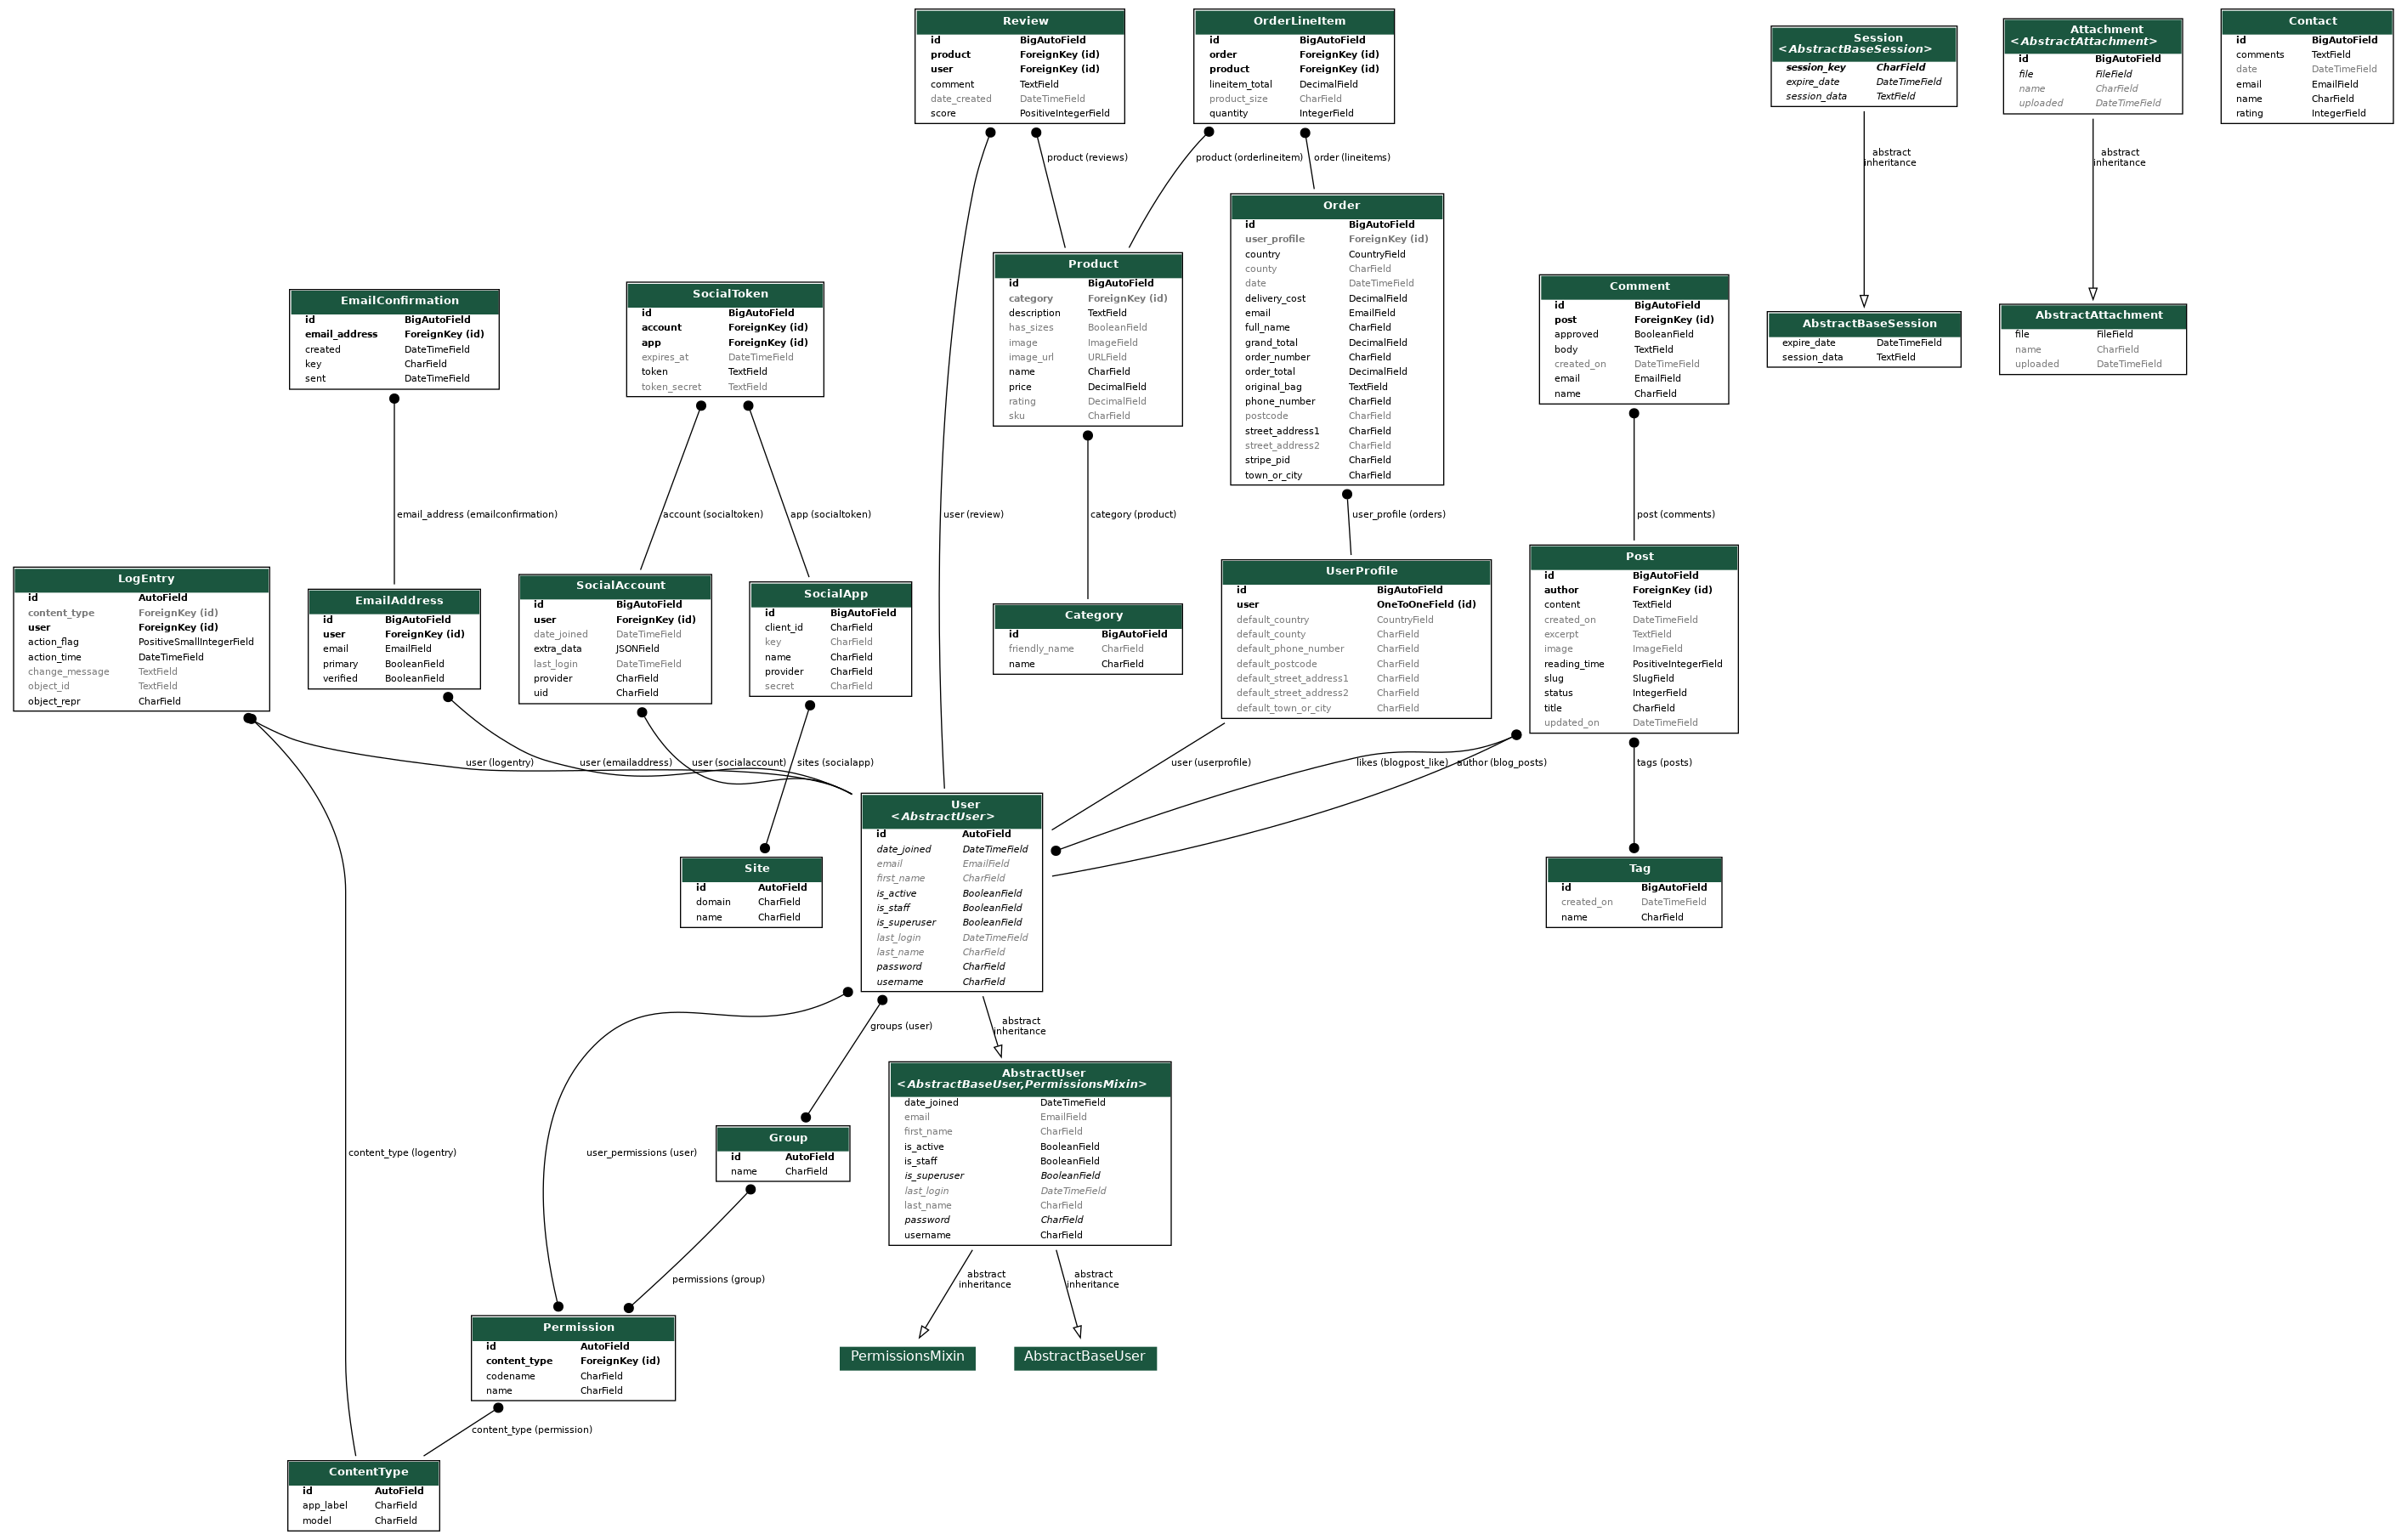 Review
id BigAutoField
product ForeignKey (id)
user ForeignKey (id)
comment TextField
date_created DateTimeField
score PositiveIntegerField
OrderLineItem
id BigAutoField
order ForeignKey (id)
product ForeignKey (id)
lineitem_total DecimalField
product_size CharField
quantity IntegerField
Session
<AbstractBaseSession>
session_key CharField
expire_date DateTimeField
session_data TextField
Attachment
<AbstractAttachment>
id BigAutoField
file FileField
name CharField
uploaded DateTimeField
Contact
id BigAutoField
comments TextField
date DateTimeField
email EmailField
name CharField
rating IntegerField
product (reviews)
product (orderlineitem)
order (lineitems)
abstract
inheritance
abstract
inheritance
Order
id BigAutoField
user_profile ForeignKey (id)
country CountryField
county CharField
date DateTimeField
delivery_cost DecimalField
email EmailField
full_name CharField
grand_total DecimalField
order_number CharField
order_total DecimalField
original_bag TextField
phone_number CharField
postcode CharField
street_address1 CharField
street_address2 CharField
stripe_pid CharField
town_or_city CharField
Product
id BigAutoField
category ForeignKey (id)
description TextField
has_sizes BooleanField
image ImageField
image_url URLField
name CharField
price DecimalField
rating DecimalField
sku CharField
EmailConfirmation
id BigAutoField
email_address ForeignKey (id)
created DateTimeField
key CharField
sent DateTimeField
SocialToken
id BigAutoField
account ForeignKey (id)
app ForeignKey (id)
expires_at DateTimeField
token TextField
token_secret TextField
Comment
id BigAutoField
post ForeignKey (id)
approved BooleanField
body TextField
created_on DateTimeField
email EmailField
name CharField
AbstractBaseSession
expire_date DateTimeField
session_data TextField
AbstractAttachment
file FileField
name CharField
uploaded DateTimeField
email_address (emailconfirmation)
account (socialtoken)
app (socialtoken)
user (review)
category (product)
user_profile (orders)
post (comments)
LogEntry
id AutoField
content_type ForeignKey (id)
user ForeignKey (id)
action_flag PositiveSmallIntegerField
action_time DateTimeField
change_message TextField
object_id TextField
object_repr CharField
EmailAddress
id BigAutoField
user ForeignKey (id)
email EmailField
primary BooleanField
verified BooleanField
SocialAccount
id BigAutoField
user ForeignKey (id)
date_joined DateTimeField
extra_data JSONField
last_login DateTimeField
provider CharField
uid CharField
SocialApp
id BigAutoField
client_id CharField
key CharField
name CharField
provider CharField
secret CharField
Category
id BigAutoField
friendly_name CharField
name CharField
UserProfile
id BigAutoField
user OneToOneField (id)
default_country CountryField
default_county CharField
default_phone_number CharField
default_postcode CharField
default_street_address1 CharField
default_street_address2 CharField
default_town_or_city CharField
Post
id BigAutoField
author ForeignKey (id)
content TextField
created_on DateTimeField
excerpt TextField
image ImageField
reading_time PositiveIntegerField
slug SlugField
status IntegerField
title CharField
updated_on DateTimeField
user (logentry)
user (emailaddress)
user (socialaccount)
sites (socialapp)
user (userprofile)
likes (blogpost_like)
author (blog_posts)
tags (posts)
User
<AbstractUser>
id AutoField
date_joined DateTimeField
email EmailField
first_name CharField
is_active BooleanField
is_staff BooleanField
is_superuser BooleanField
last_login DateTimeField
last_name CharField
password CharField
username CharField
Site
id AutoField
domain CharField
name CharField
Tag
id BigAutoField
created_on DateTimeField
name CharField
groups (user)
abstract
inheritance
AbstractUser
<AbstractBaseUser,PermissionsMixin>
date_joined DateTimeField
email EmailField
first_name CharField
is_active BooleanField
is_staff BooleanField
is_superuser BooleanField
last_login DateTimeField
last_name CharField
password CharField
username CharField
content_type (logentry)
user_permissions (user)
Group
id AutoField
name CharField
permissions (group)
abstract
inheritance
abstract
inheritance
Permission
id AutoField
content_type ForeignKey (id)
codename CharField
name CharField
PermissionsMixin
AbstractBaseUser
content_type (permission)
ContentType
id AutoField
app_label CharField
model CharField